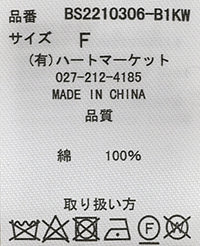 品番 BS2210306-B1KW
サイズ F
(有)ハートマーケット
027-212-4185
MADE IN CHINA
品質
綿 100%
取り扱い方
F W